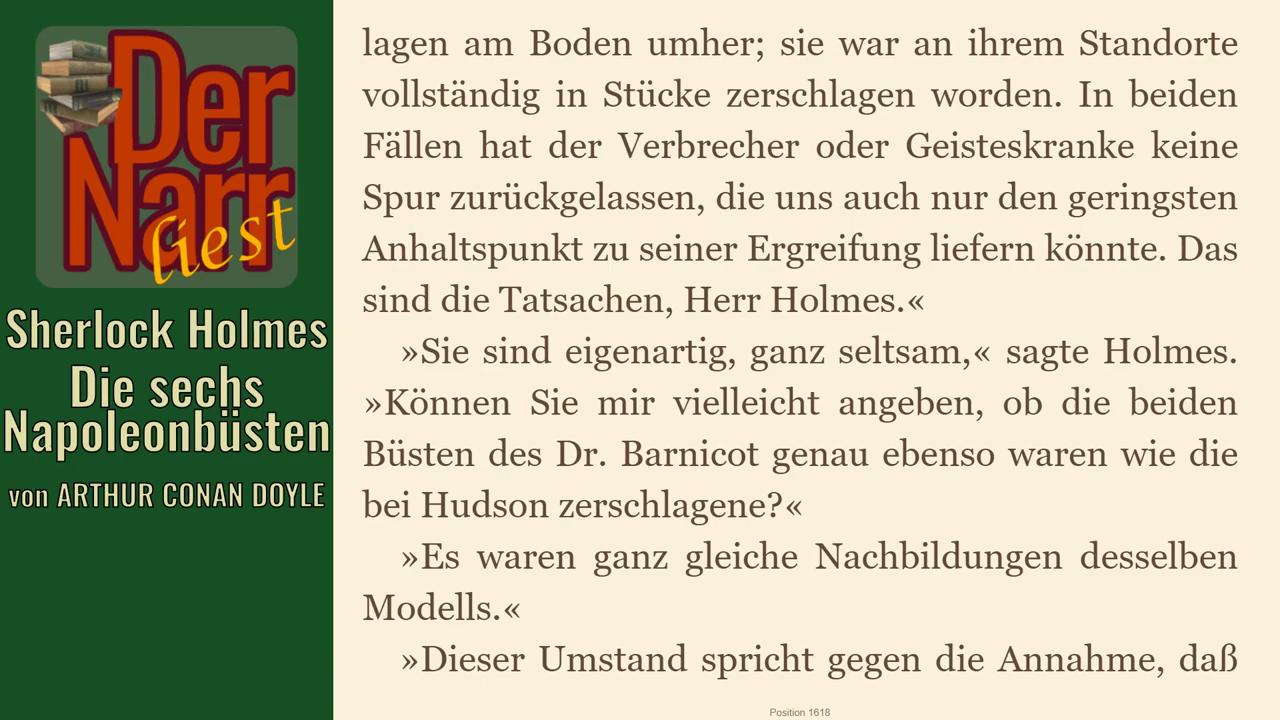 Der
Narr
liest
Sherlock Holmes
Die sechs
Napoleonbüsten
von ARTHUR CONAN DOYLE
lagen am Boden umher; sie war an ihrem Standorte
vollständig in Stücke zerschlagen worden. In beiden
Fällen hat der Verbrecher oder Geisteskranke keine
Spur zurückgelassen, die uns auch nur den geringsten
Anhaltspunkt zu seiner Ergreifung liefern könnte. Das
sind die Tatsachen, Herr Holmes.«
»Sie sind eigenartig, ganz seltsam,« sagte Holmes.
»Können Sie mir vielleicht angeben, ob die beiden
Büsten des Dr. Barnicot genau ebenso waren wie die
bei Hudson zerschlagene?«
»Es waren ganz gleiche Nachbildungen desselben
Modells.«
»Dieser Umstand spricht gegen die Annahme, daß
Position 1618